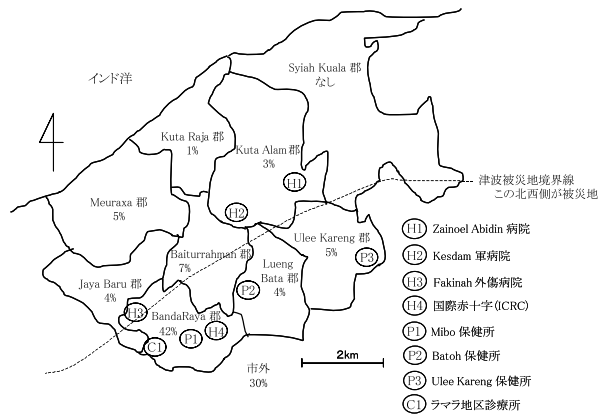 インド洋
Syiah Kuala 郡
なし
Kuta Raja 郡
1%
Kuta Alam 郡
3%
H1
津波被災地境界線
この北西側が被災地
Meuraxa 郡
5%
H2
Ulee Kareng 郡
5%
P3
Baiturrahman 郡
7%
Lueng
Bata 郡
4%
P2
Jaya Baru 郡
4%
H3
BandaRaya 郡
42%
H4
P1
C1
市外
30%
2km
H1 Zainoel Abidin 病院
H2 Kesdam 軍病院
H3 Fakinah 外傷病院
H4 国際赤十字(ICRC)
P1 Mibo 保健所
P2 Batoh 保健所
P3 Ulee Kareng 保健所
C1 ラマラ地区診療所